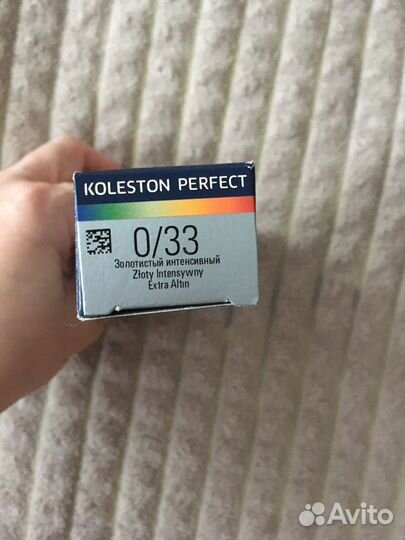 KOLESTON PERFECT
0/33
Золотистый интенсивный
Złoty Intensywny
Extra Altın
Avito